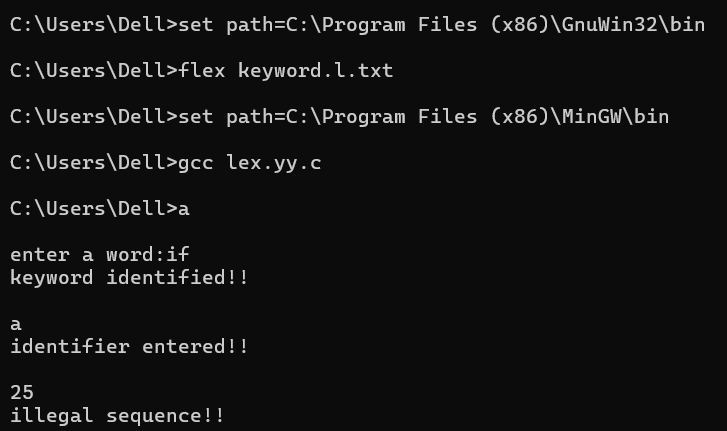 C:\Users\Dell>set path=C:\Program Files (x86)\GnuWin32\bin
C:\Users\Dell>flex keyword.l.txt
C:\Users\Dell>set path=C:\Program Files (x86)\MinGW\bin
C:\Users\Dell>gcc lex.yy.c
C:\Users\Dell>a
enter a word:if
keyword identified!!
a
identifier entered!!
25
illegal sequence!!